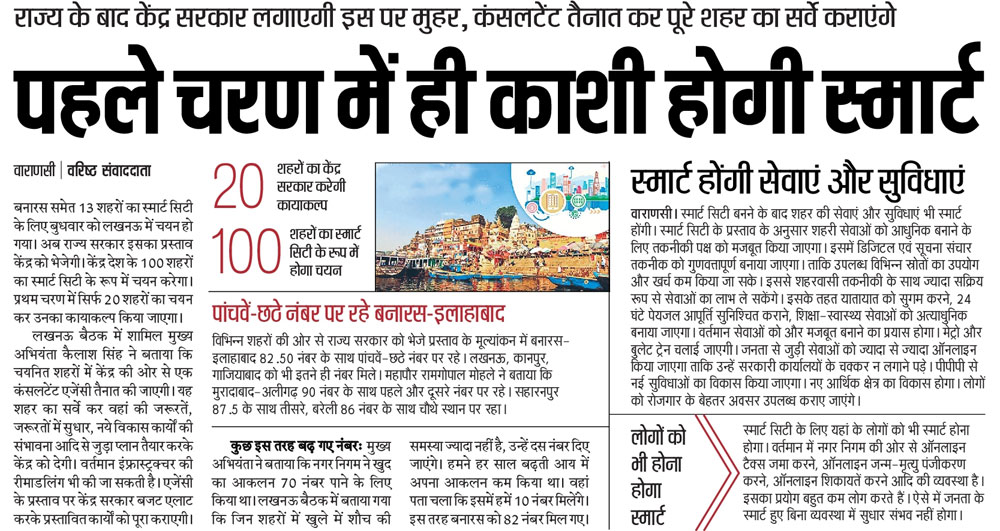 राज्य के बाद केंद्र सरकार लगाएगी इस पर मुहर, कंसलटेंट तैनात कर पूरे शहर का सर्वे कराएंगे
पहले चरण में ही काशी होगी स्मार्ट
वाराणसी | वरिष्ठ संवाददाता
बनारस समेत 13 शहरों का स्मार्ट सिटी
के लिए बुधवार को लखनऊ में चयन हो
गया। अब राज्य सरकार इसका प्रस्ताव
केंद्र को भेजेगी। केंद्र देश के 100 शहरों
का स्मार्ट सिटी के रूप में चयन करेगा।
प्रथम चरण में सिर्फ 20 शहरों का चयन
कर उनका कायाकल्प किया जाएगा।
लखनऊ बैठक में शामिल मुख्य
अभियंता कैलाश सिंह ने बताया कि
चयनित शहरों में केंद्र की ओर से एक
कंसलटेंट एजेंसी तैनात की जाएगी। यह
शहर का सर्वे कर वहां की जरूरतें,
जरूरतों में सुधार, नये विकास कार्यों की
संभावना आदि से जुड़ा प्लान तैयार करके
केंद्र को देगी। वर्तमान इंफ्रास्ट्रक्चर की
रीमाडलिंग भी की जा सकती है। एजेंसी
के प्रस्ताव पर केंद्र सरकार बजट एलाट
करके प्रस्तावित कार्यों को पूरा कराएगी।
20 शहरों का केंद्र
सरकार करेगी
कायाकल्प
100 शहरों का स्मार्ट
सिटी के रूप में
होगा चयन
पांचवें-छठे नंबर पर रहे बनारस-इलाहाबाद
विभिन्न शहरों की ओर से राज्य सरकार को भेजे प्रस्ताव के मूल्यांकन में बनारस-
इलाहाबाद 82.50 नंबर के साथ पांचवें-छठे नंबर पर रहे। लखनऊ, कानपुर,
गाजियाबाद को भी इतने ही नंबर मिले। महापौर रामगोपाल मोहले ने बताया कि
मुरादाबाद-अलीगढ़ 90 नंबर के साथ पहले और दूसरे नंबर पर रहे। सहारनपुर
87.5 के साथ तीसरे, बरेली 86 नंबर के साथ चौथे स्थान पर रहा।
कुछ इस तरह बढ़ गए नंबरः मुख्य
अभियंता ने बताया कि नगर निगम ने खुद
का आकलन 70 नंबर पाने के लिए
किया था। लखनऊ बैठक में बताया गया
कि जिन शहरों में खुले में शौच की
समस्या ज्यादा नहीं है, उन्हें दस नंबर दिए
जाएंगे। हमने हर साल बढ़ती आय में
अपना आकलन कम किया था। वहां
पता चला कि इसमें हमें 10 नंबर मिलेंगे।
इस तरह बनारस को 82 नंबर मिल गए।
स्मार्ट होंगी सेवाएं और सुविधाएं
वाराणसी। स्मार्ट सिटी बनने के बाद शहर की सेवाएं और सुविधाएं भी स्मार्ट
होंगी। स्मार्ट सिटी के प्रस्ताव के अनुसार शहरी सेवाओं को आधुनिक बनाने के
लिए तकनीकी पक्ष को मजबूत किया जाएगा। इसमें डिजिटल एवं सूचना संचार
तकनीक को गुणवत्तापूर्ण बनाया जाएगा। ताकि उपलब्ध विभिन्न स्रोतों का उपयोग
और खर्च कम किया जा सके। इससे शहरवासी तकनीकी के साथ ज्यादा सक्रिय
रूप से सेवाओं का लाभ ले सकेंगे। इसके तहत यातायात को सुगम करने, 24
घंटे पेयजल आपूर्ति सुनिश्चित कराने, शिक्षा-स्वास्थ्य सेवाओं को अत्याधुनिक
बनाया जाएगा। वर्तमान सेवाओं को और मजबूत बनाने का प्रयास होगा। मेट्रो और
बुलेट ट्रेन चलाई जाएगी। जनता से जुड़ी सेवाओं को ज्यादा से ज्यादा ऑनलाइन
किया जाएगा ताकि उन्हें सरकारी कार्यालयों के चक्कर न लगाने पड़े। पीपीपी से
नई सुविधाओं का विकास किया जाएगा। नए आर्थिक क्षेत्र का विकास होगा। लोगों
को रोजगार के बेहतर अवसर उपलब्ध कराए जाएंगे।
लोगों को
भी होना
होगा
स्मार्ट
स्मार्ट सिटी के लिए यहां के लोगों को भी स्मार्ट होना
होगा। वर्तमान में नगर निगम की ओर से ऑनलाइन
टैक्स जमा करने, ऑनलाइन जन्म-मृत्यु पंजीकरण
करने, ऑनलाइन शिकायतें करने आदि की व्यवस्था है।
इसका प्रयोग बहुत कम लोग करते हैं। ऐसे में जनता के
स्मार्ट हुए बिना व्यवस्था में सुधार संभव नहीं होगा।